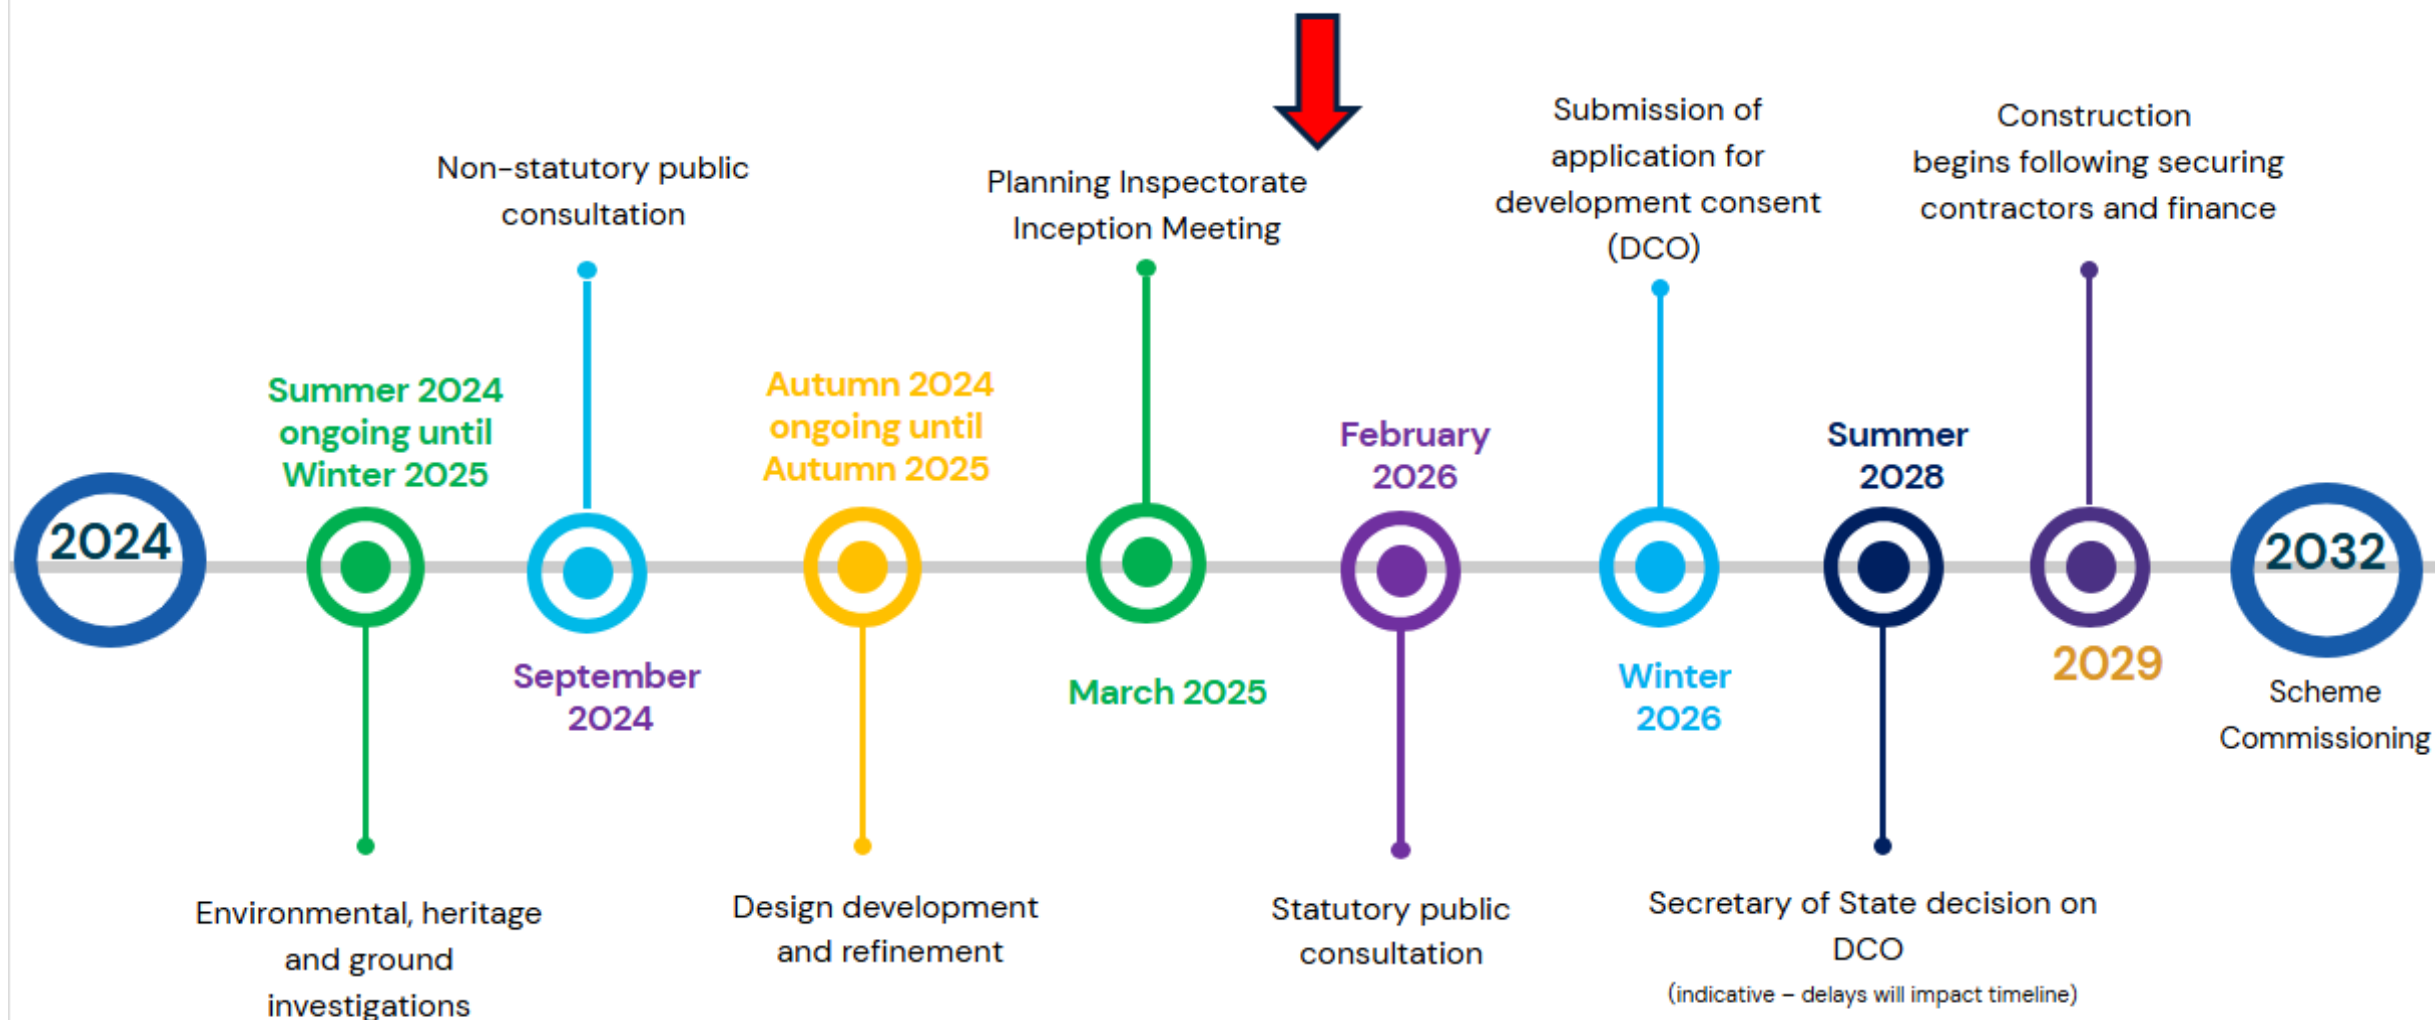 2024
Summer 2024
ongoing until
Winter 2025
Environmental, heritage
and ground
investigations
Non-statutory public
consultation
September
2024
Autumn 2024
ongoing until
Autumn 2025
Design development
and refinement
Planning Inspectorate
Inception Meeting
March 2025
February
2026
Statutory public
consultation
Submission of
application for
development consent
(DCO)
Winter
2026
Summer
2028
Secretary of State decision on
DCO
(indicative – delays will impact timeline)
Construction
begins following securing
contractors and finance
2029
2032
Scheme
Commissioning